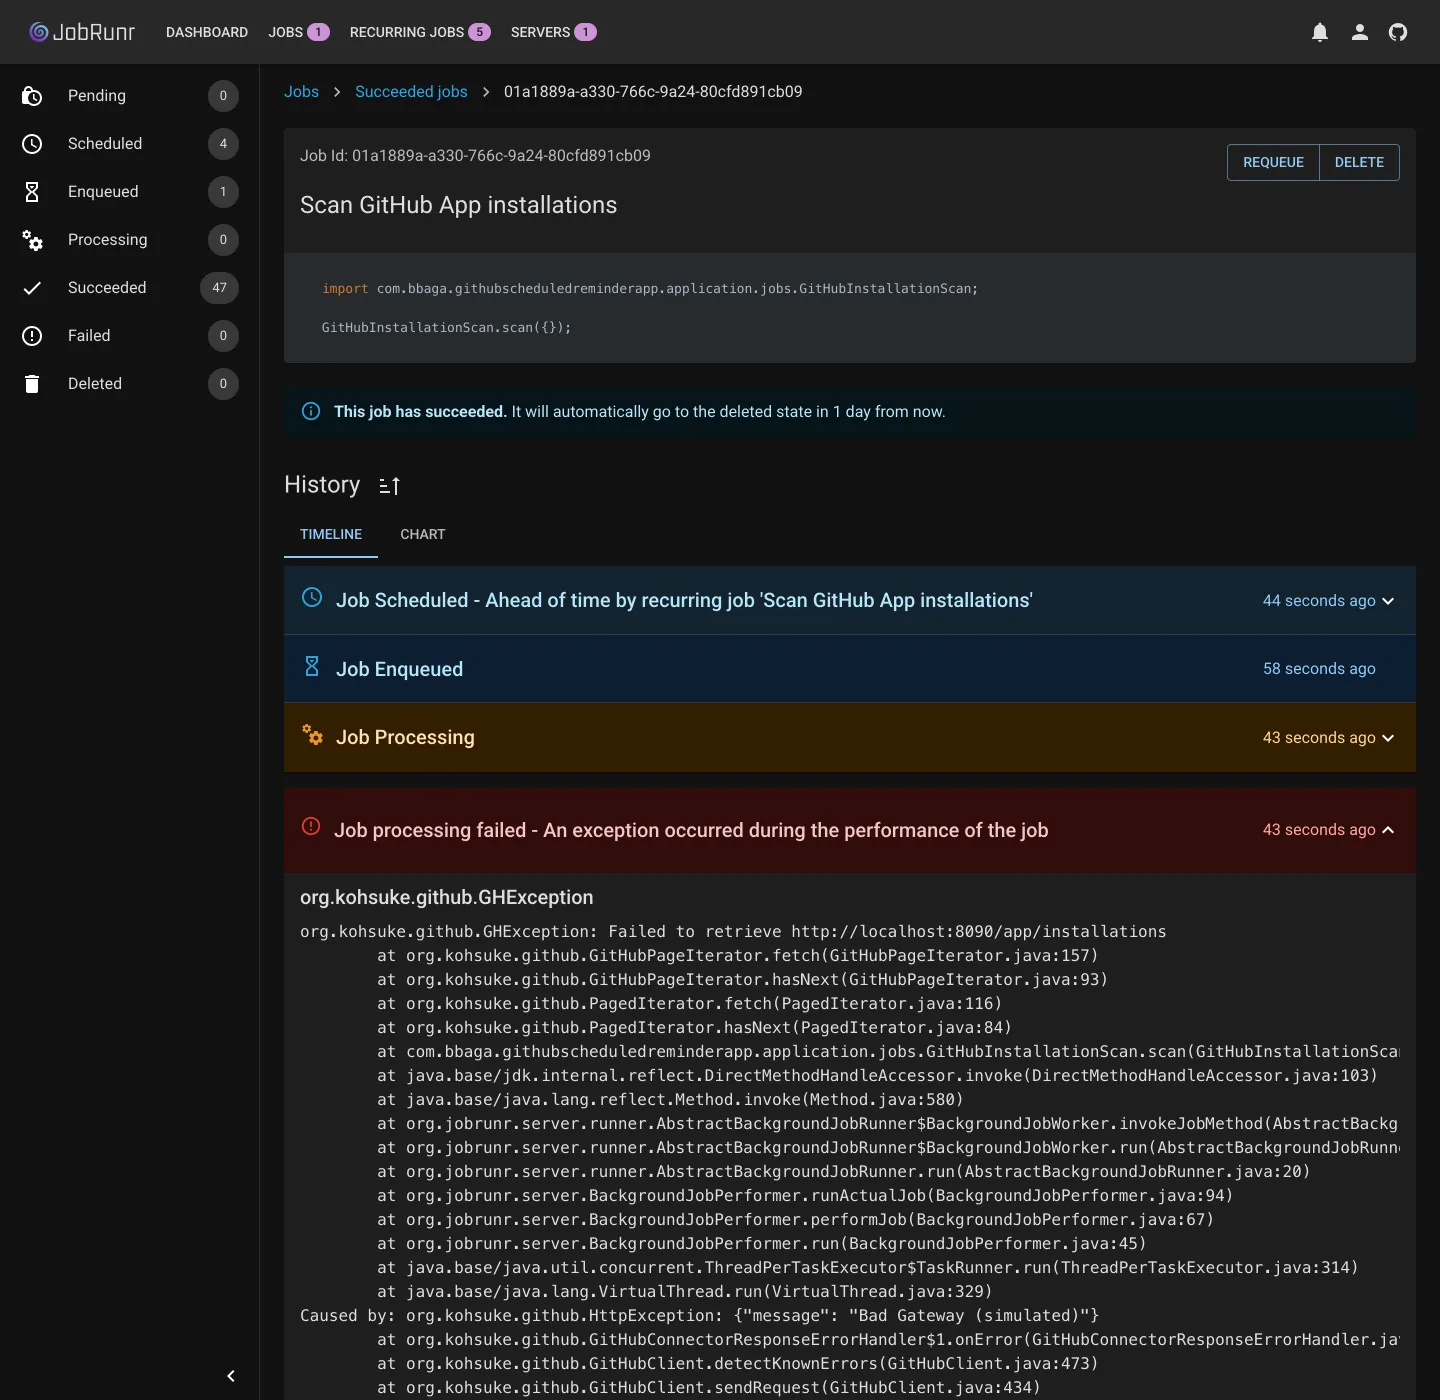 JobRunr DASHBOARD JOBS 1 RECURRING JOBS 5 SERVERS 1
Pending 0
Scheduled 4
Enqueued 1
Processing 0
Succeeded 47
Failed 0
Deleted 0
Jobs > Succeeded jobs > 01a1889a-a330-766c-9a24-80cfd891cb09
Job Id: 01a1889a-a330-766c-9a24-80cfd891cb09
REQUEUE DELETE
Scan GitHub App installations
import com.bbaga.githubscheduledreminderapp.application.jobs.GitHubInstallationScan;
GitHubInstallationScan.scan({});
This job has succeeded. It will automatically go to the deleted state in 1 day from now.
History
TIMELINE CHART
Job Scheduled - Ahead of time by recurring job 'Scan GitHub App installations' 44 seconds ago
Job Enqueued 58 seconds ago
Job Processing 43 seconds ago
Job processing failed - An exception occurred during the performance of the job 43 seconds ago
org.kohsuke.github.GHException
org.kohsuke.github.GHException: Failed to retrieve http://localhost:8090/app/installations
at org.kohsuke.github.GitHubPageIterator.fetch(GitHubPageIterator.java:157)
at org.kohsuke.github.GitHubPageIterator.hasNext(GitHubPageIterator.java:93)
at org.kohsuke.github.PagedIterator.fetch(PagedIterator.java:116)
at org.kohsuke.github.PagedIterator.hasNext(PagedIterator.java:84)
at com.bbaga.githubscheduledreminderapp.application.jobs.GitHubInstallationScan.scan(GitHubInstallationSca
at java.base/jdk.internal.reflect.DirectMethodHandleAccessor.invoke(DirectMethodHandleAccessor.java:103)
at java.base/java.lang.reflect.Method.invoke(Method.java:580)
at org.jobrunr.server.runner.AbstractBackgroundJobRunner$BackgroundJobWorker.invokeJobMethod(AbstractBackg
at org.jobrunr.server.runner.AbstractBackgroundJobRunner$BackgroundJobWorker.run(AbstractBackgroundJobRunn
at org.jobrunr.server.runner.AbstractBackgroundJobRunner.run(AbstractBackgroundJobRunner.java:20)
at org.jobrunr.server.BackgroundJobPerformer.runActualJob(BackgroundJobPerformer.java:94)
at org.jobrunr.server.BackgroundJobPerformer.performJob(BackgroundJobPerformer.java:67)
at org.jobrunr.server.BackgroundJobPerformer.run(BackgroundJobPerformer.java:45)
at java.base/java.util.concurrent.ThreadPerTaskExecutor$TaskRunner.run(ThreadPerTaskExecutor.java:314)
at java.base/java.lang.VirtualThread.run(VirtualThread.java:329)
Caused by: org.kohsuke.github.HttpException: {"message": "Bad Gateway (simulated)"}
at org.kohsuke.github.GitHubConnectorResponseErrorHandler$1.onError(GitHubConnectorResponseErrorHandler.jav
at org.kohsuke.github.GitHubClient.detectKnownErrors(GitHubClient.java:473)
at org.kohsuke.github.GitHubClient.sendRequest(GitHubClient.java:434)